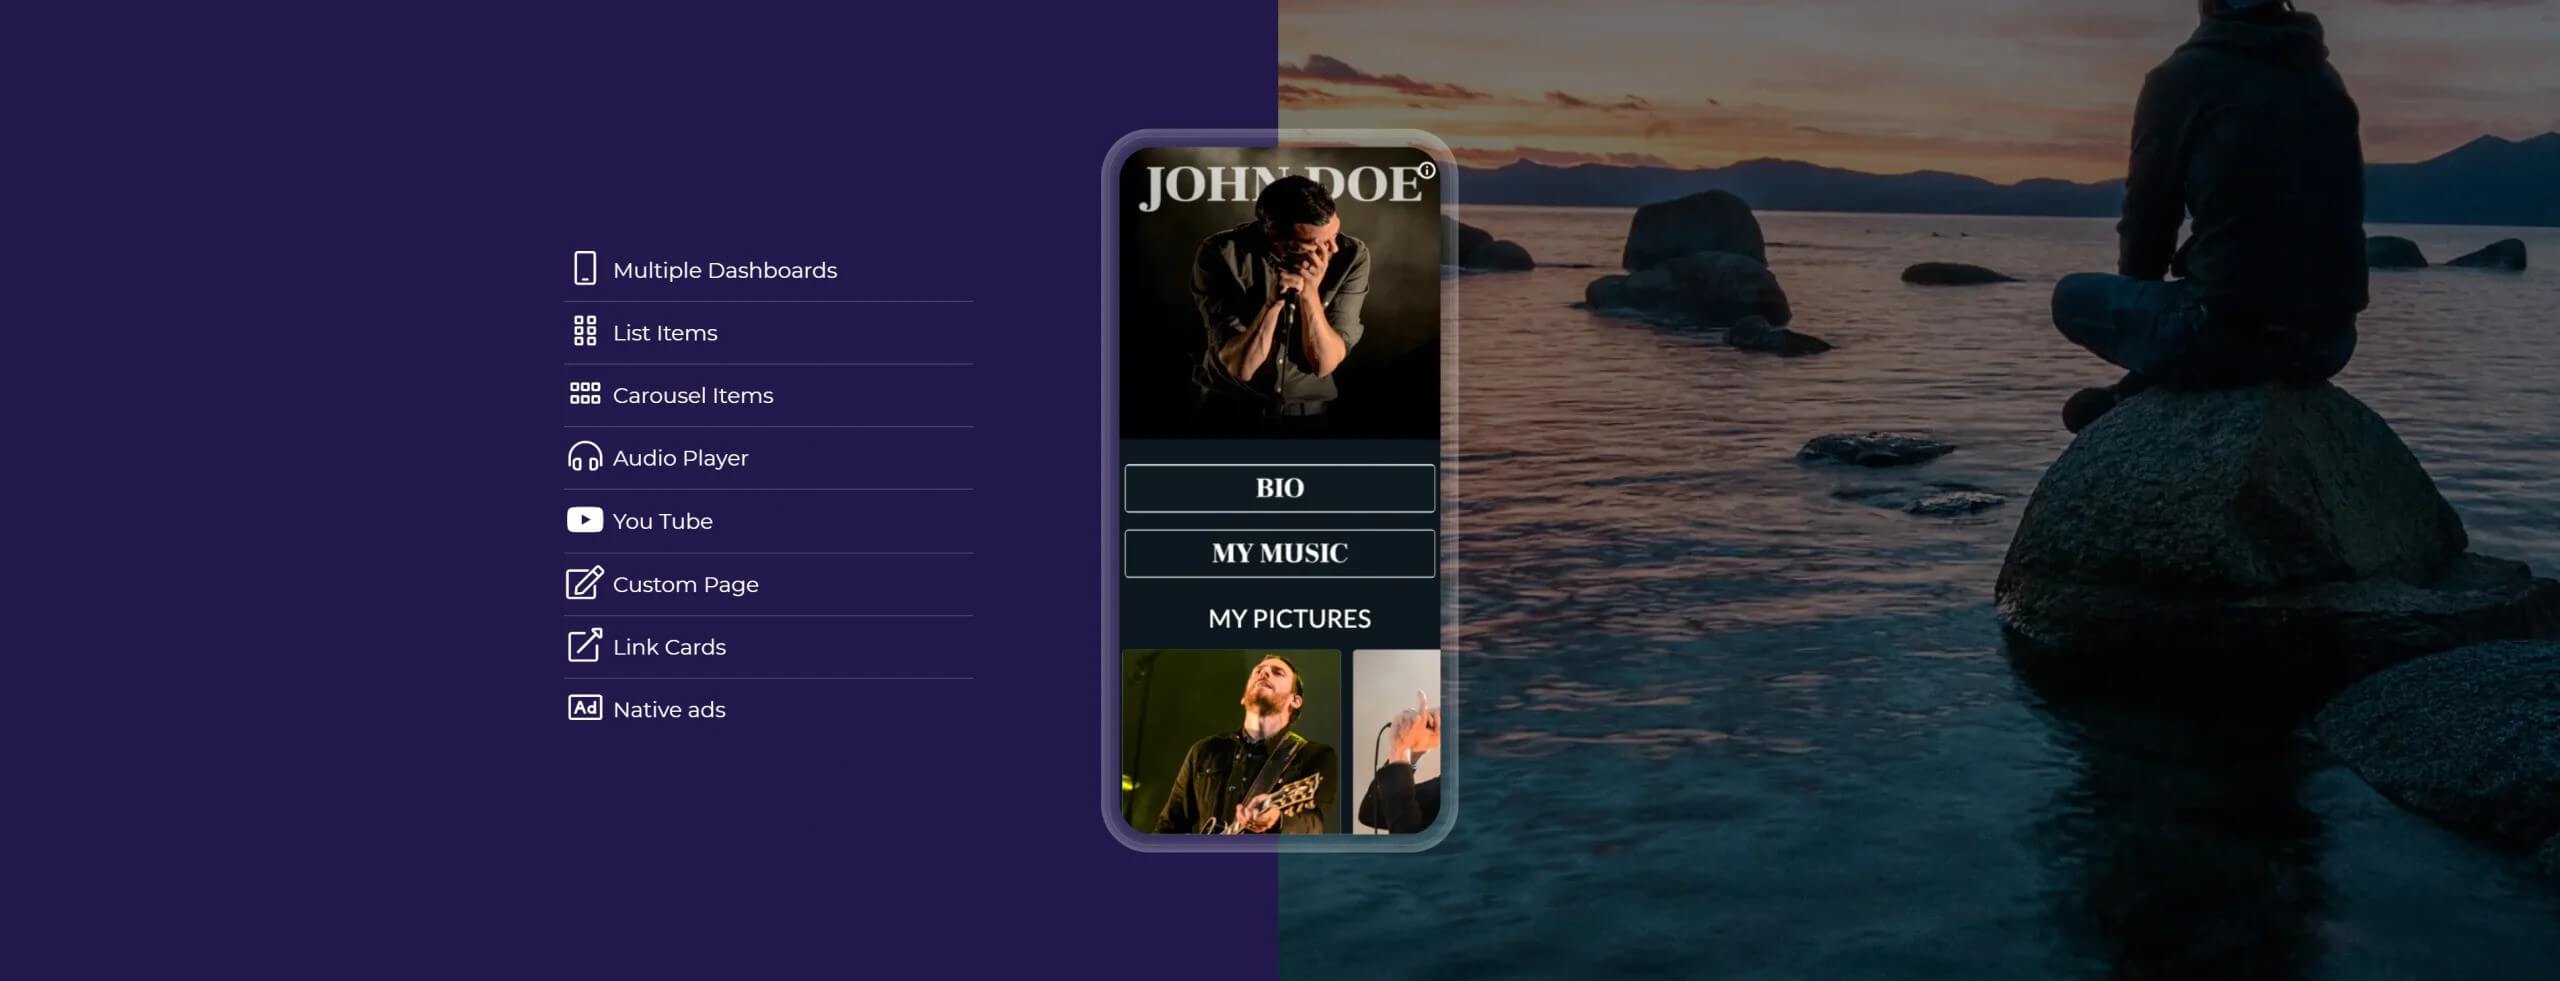 Multiple Dashboards
List Items
Carousel Items
Audio Player
You Tube
Custom Page
Link Cards
Ad Native ads
JOHN DOE
BIO
MY MUSIC
MY PICTURES